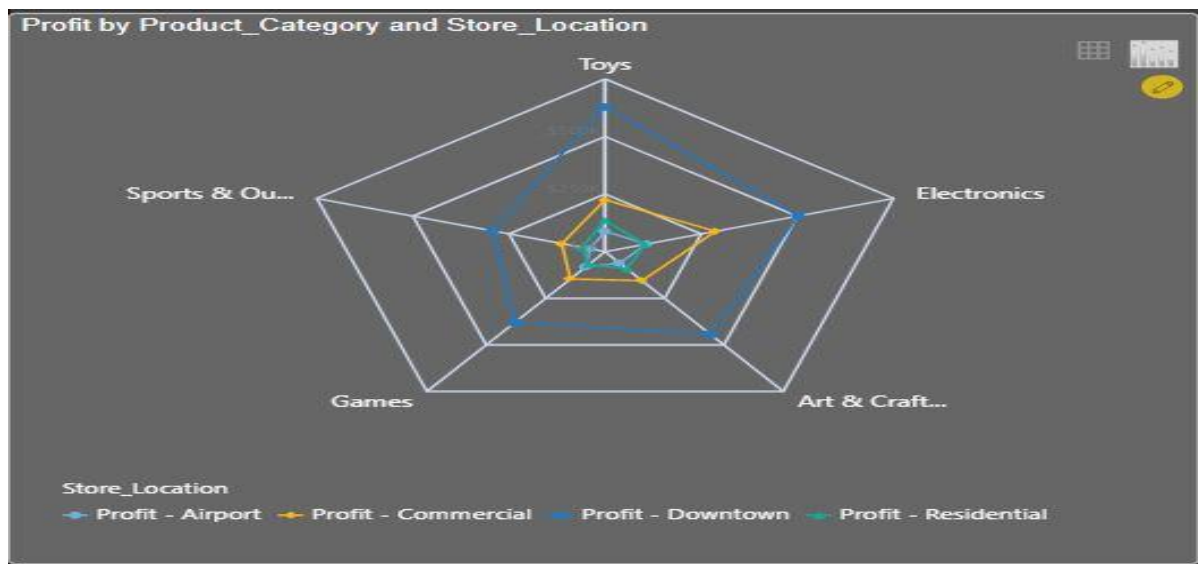 Profit by Product_Category and Store_Location
Toys
Sports & Ou...
Electronics
Games
Art & Craft...
Store_Location
Profit - Airport Profit - Commercial Profit - Downtown Profit - Residential